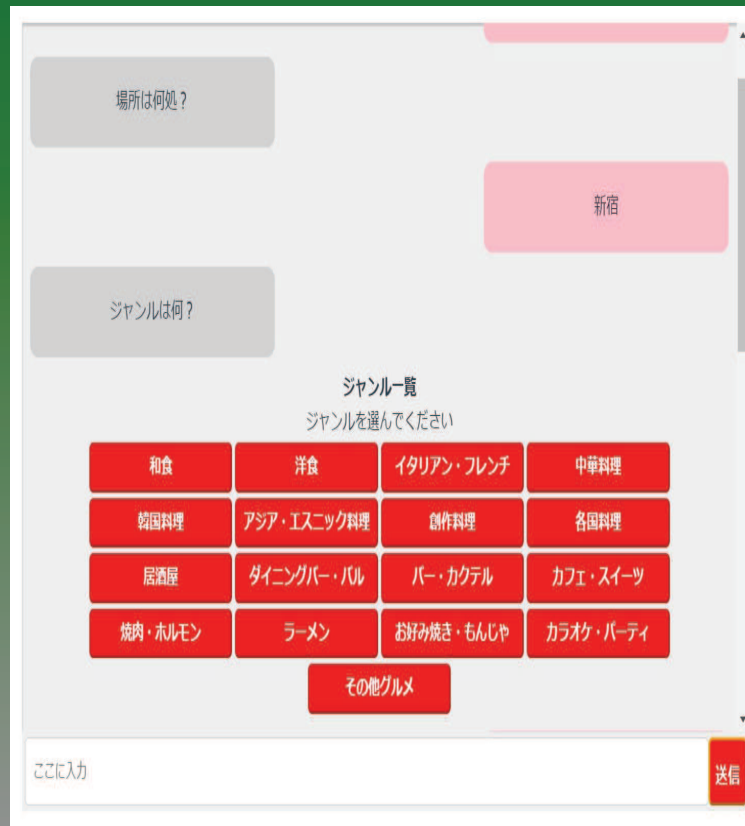 場所は何処？
新宿
ジャンルは何？
ジャンル一覧
ジャンルを選んでください
和食 洋食 イタリアン・フレンチ 中華料理
韓国料理 アジア・エスニック料理 創作料理 各国料理
居酒屋 ダイニングバー・バル バー・カクテル カフェ・スイーツ
焼肉・ホルモン ラーメン お好み焼き・もんじゃ カラオケ・パーティ
その他グルメ
ここに入力 送信